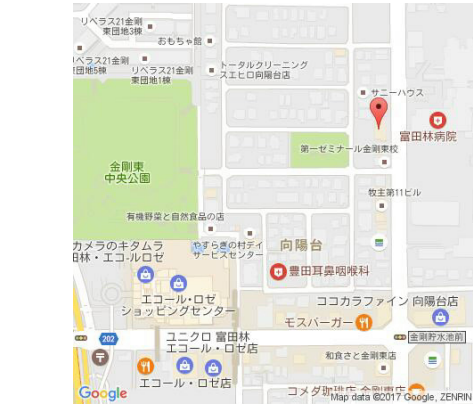 リベラス21金剛
東団地3棟
おもちゃ館
ベラス21金剛
東団地5棟
リベラス21金剛
東団地1棟
トータルクリーニング
スエヒロ向陽台店
サニーハウス
富田林病院
第一ゼミナール金剛東校
金剛東
中央公園
牧主第11ビル
有機野菜と自然食品の店
カメラのキタムラ
田林・エコールロゼ
やすらぎの村デイ
サービスセンター
向陽台
豊田耳鼻咽喉科
エコール・ロゼ
ショッピングセンター
ココカラファイン 向陽台店
モスバーガー
202
金剛貯水池前
ユニクロ 富田林
エコール・ロゼ店
和食さと金剛東店
エコール・ロゼ店
コメダ珈琲店 金剛東店
Google
Map data ©2017 Google, ZENRIN